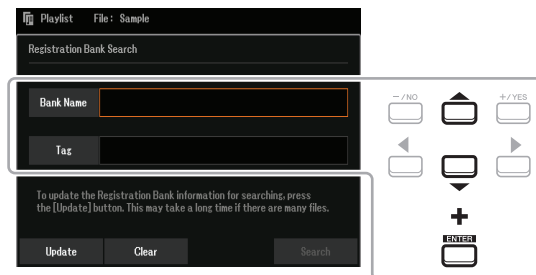 Playlist File: Sample
Registration Bank Search
Bank Name
Tag
To update the Registration Bank information for searching, press
the [Update] button. This may take a long time if there are many files.
Update Clear Search
-/NO +/YES
+
ENTER